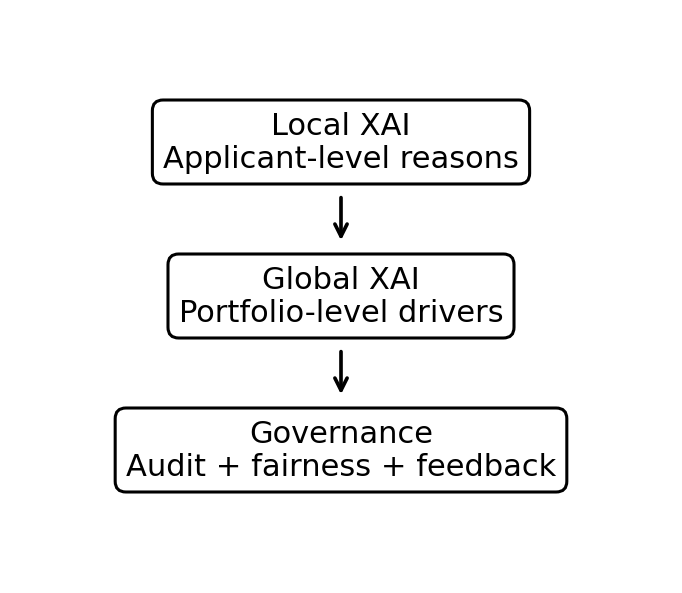 Local XAI
Applicant-level reasons
Global XAI
Portfolio-level drivers
Governance
Audit + fairness + feedback